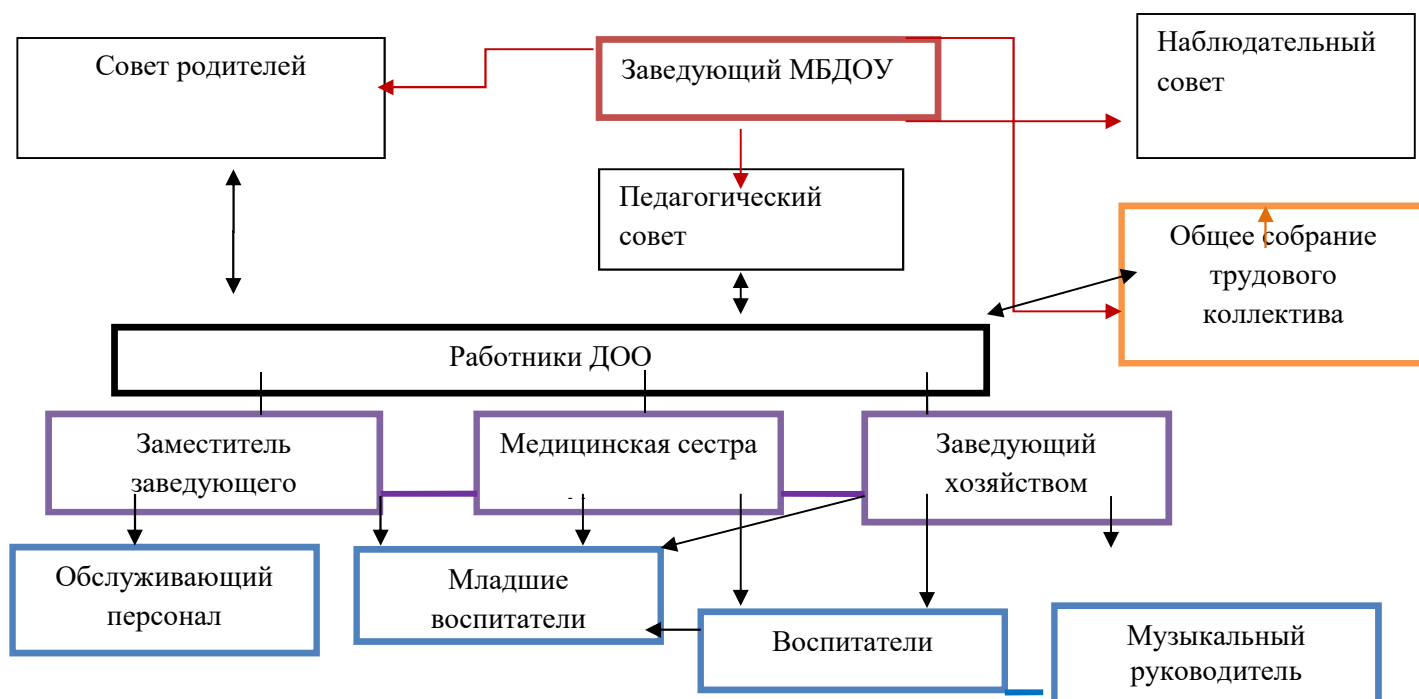 Совет родителей
Заведующий МБДОУ
Наблюдательный
совет
Педагогический
совет
Общее собрание
трудового
коллектива
Работники ДОО
Заместитель
заведующего
Медицинская сестра
Заведующий
хозяйством
Обслуживающий
персонал
Младшие
воспитатели
Воспитатели
Музыкальный
руководитель